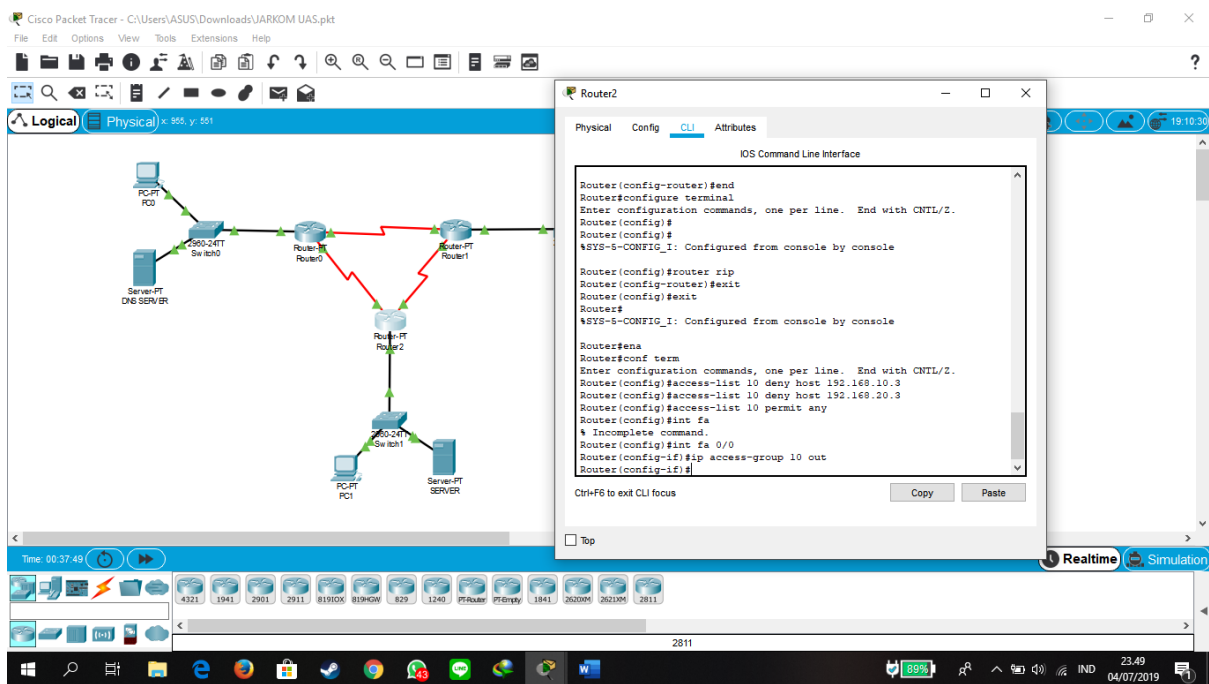 Cisco Packet Tracer - C:\Users\ASUS\Downloads\JARKOM UAS.pkt
File Edit Options View Tools Extensions Help
?
Logical
Physical
x: 955, y: 551
19:10:30
PC-PT
PC0
2960-24TT
Switch0
Server-PT
DNS SERVER
Router-PT
Router0
Router-PT
Router1
Router-PT
Router2
2960-24TT
Switch1
PC-PT
PC1
Server-PT
SERVER
Router2
Physical Config CLI Attributes
IOS Command Line Interface
Router(config-router)#end
Router#configure terminal
Enter configuration commands, one per line. End with CNTL/Z.
Router(config)#
Router(config)#
%SYS-5-CONFIG_I: Configured from console by console
Router(config)#router rip
Router(config-router)#exit
Router(config)#exit
Router#
%SYS-5-CONFIG_I: Configured from console by console
Router#ena
Router#conf term
Enter configuration commands, one per line. End with CNTL/Z.
Router(config)#access-list 10 deny host 192.168.10.3
Router(config)#access-list 10 deny host 192.168.20.3
Router(config)#access-list 10 permit any
Router(config)#int fa
% Incomplete command.
Router(config)#int fa 0/0
Router(config-if)#ip access-group 10 out
Router(config-if)#
Ctrl+F6 to exit CLI focus
Copy
Paste
Top
Time: 00:37:49
Realtime
Simulation
4321 1941 2901 2911 819IOX 819HGW 829 1240 PT-Router PT-Empty 1841 2620XM 2621XM 2811
2811
43
LINE
W
89%
IND
23.49
04/07/2019
1